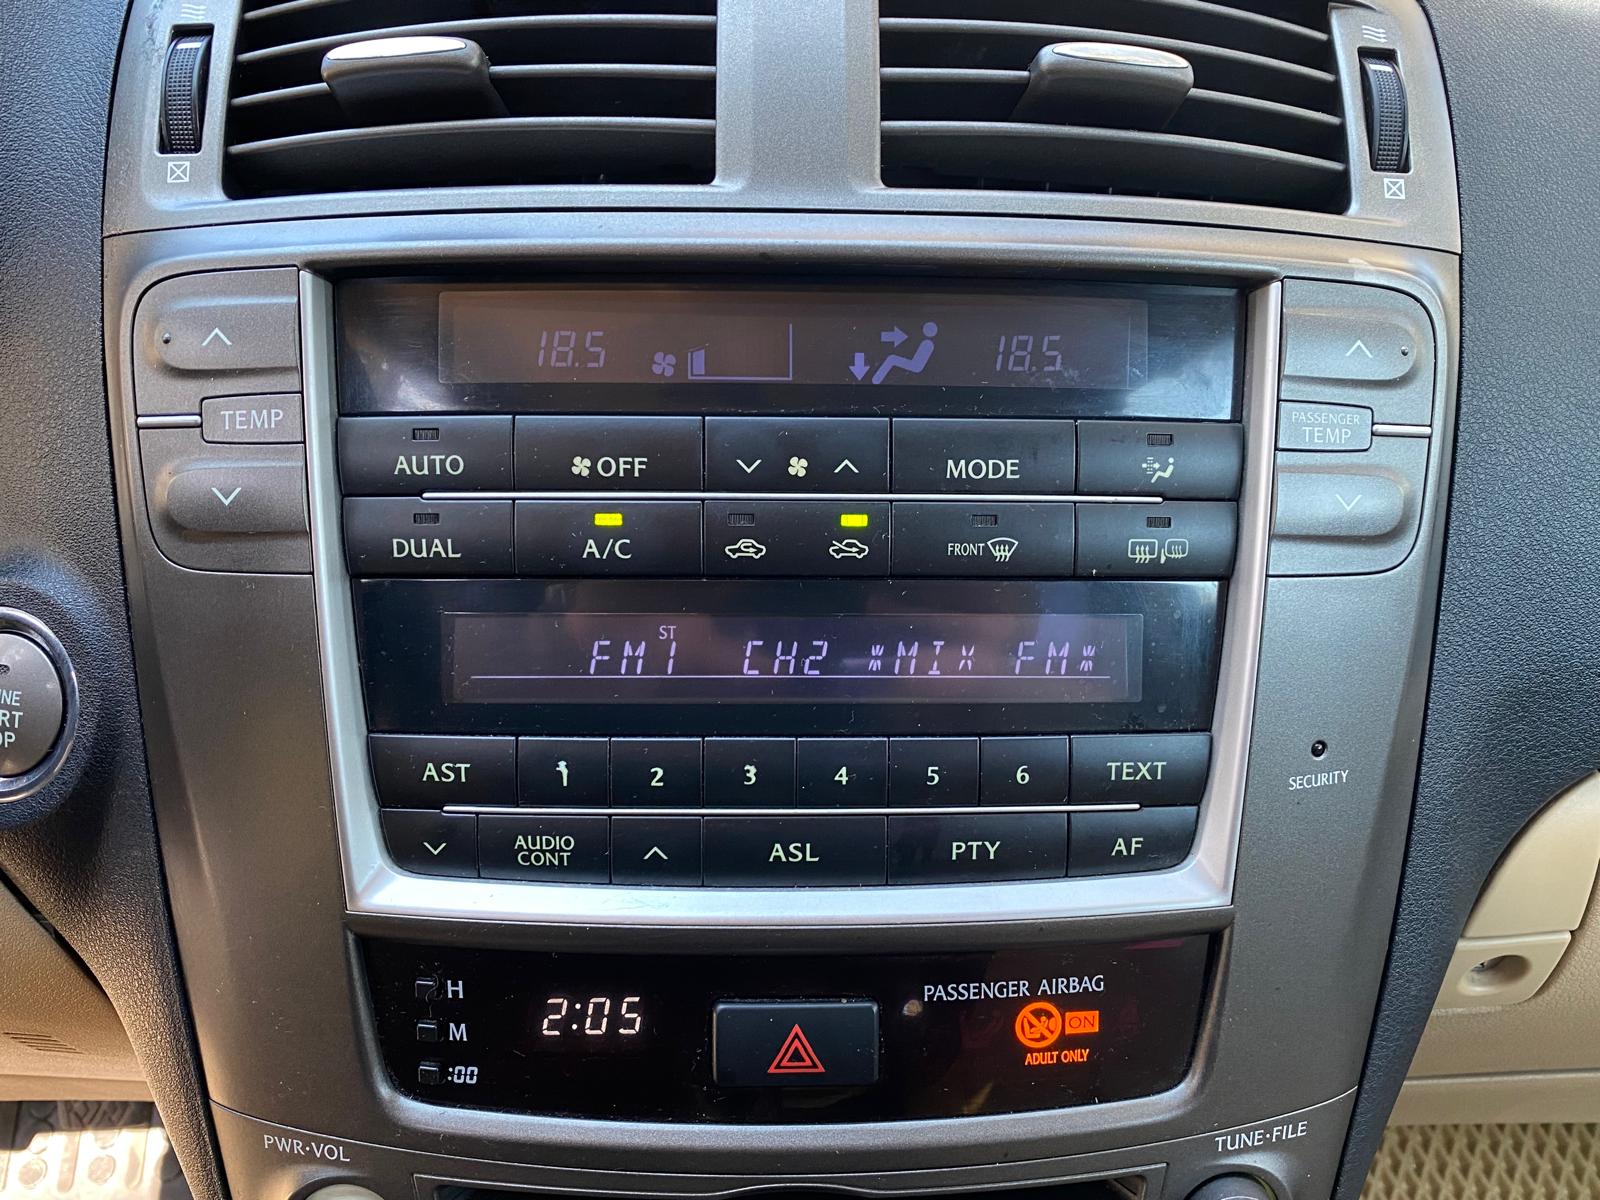 18.5 18.5
TEMP
PASSENGER
TEMP
AUTO OFF MODE
DUAL A/C FRONT
ST
FM1 CH2 *MIX FM*
AST 1 2 3 4 5 6 TEXT
AUDIO
CONT ASL PTY AF
SECURITY
H
M
:00
2:05
PASSENGER AIRBAG
ON
ADULT ONLY
PWR·VOL
TUNE·FILE